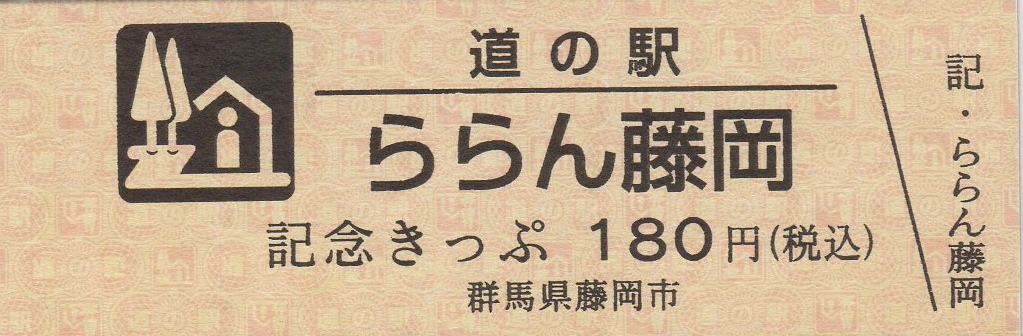 道の駅
ららん藤岡
記念きっぷ 180円(税込)
群馬県藤岡市
記・ららん藤岡